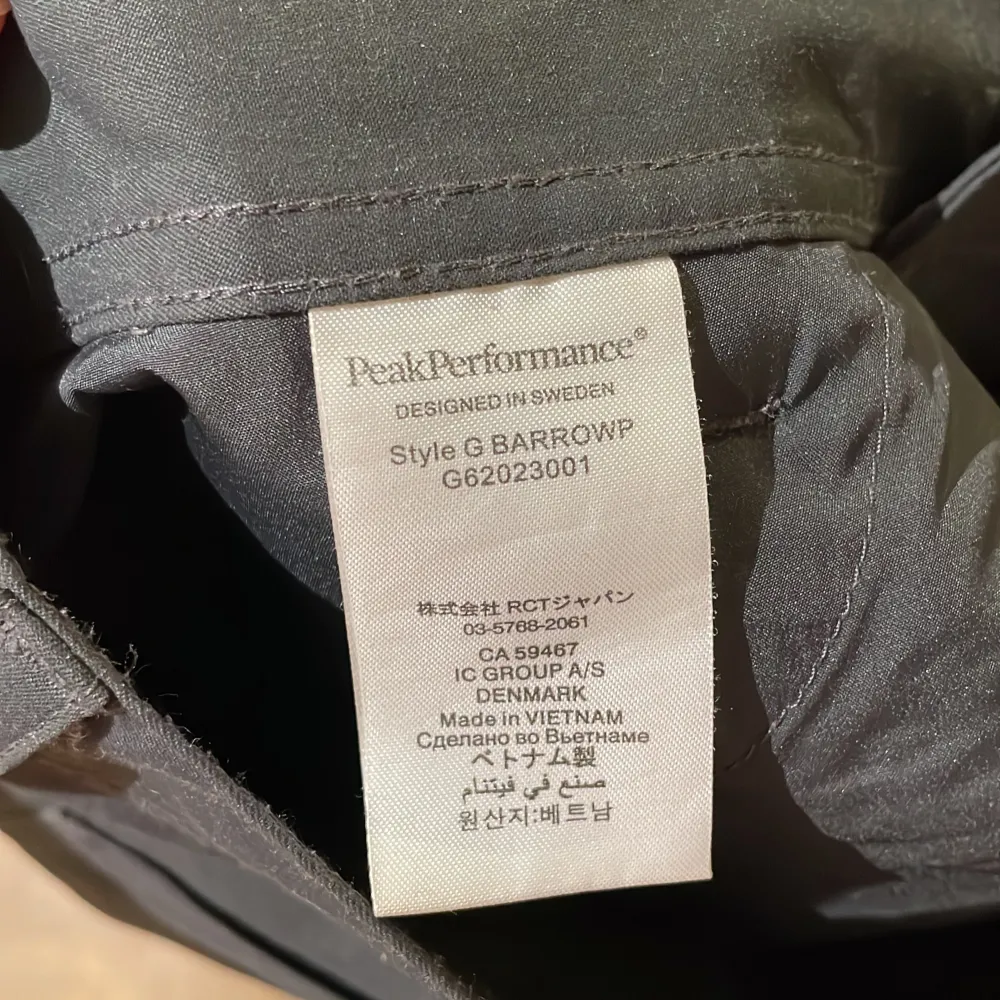 PeakPerformance®
DESIGNED IN SWEDEN
Style G BARROWP
G62023001
株式会社 RCTジャパン
03-5768-2061
CA 59467
IC GROUP A/S
DENMARK
Made in VIETNAM
Сделано во Вьетнаме
ベトナム製
صنع في فيتنام
원산지:베트남